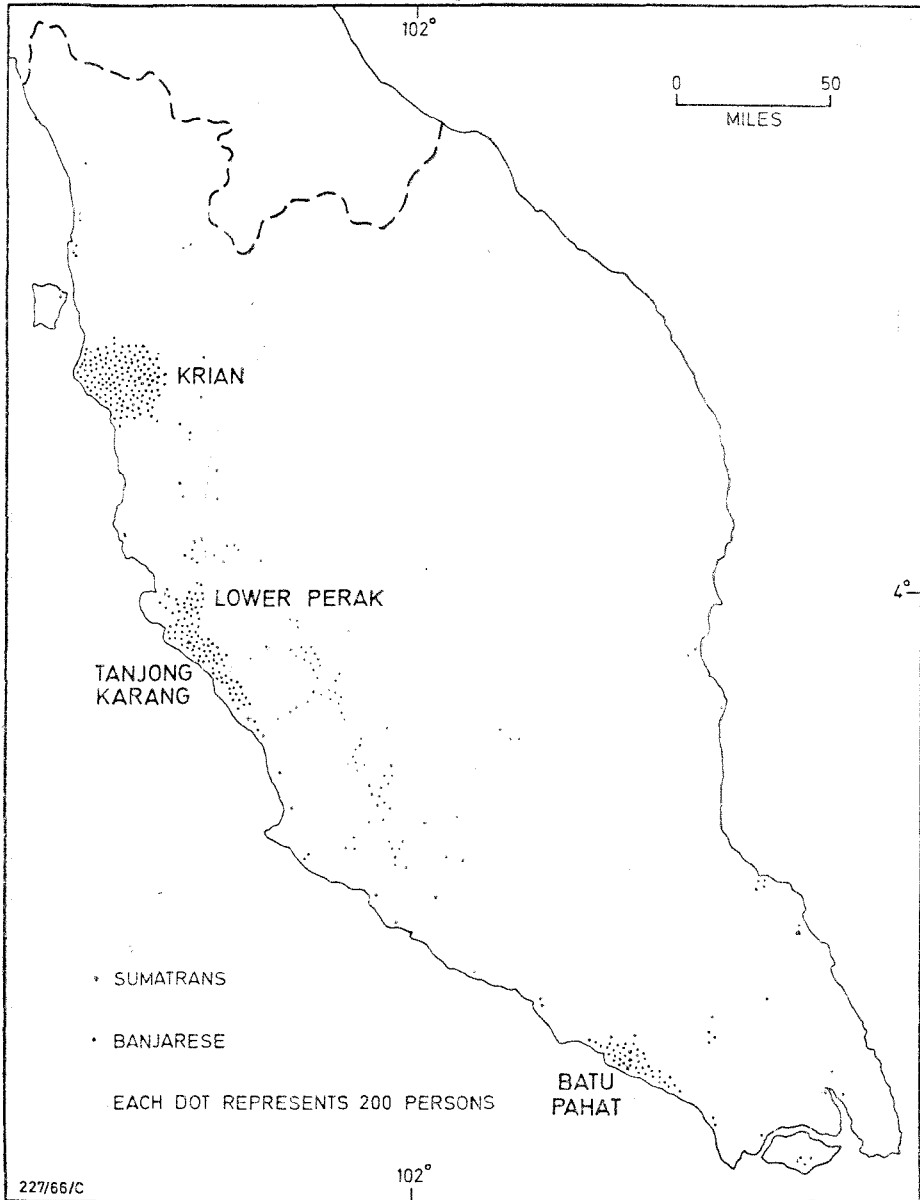 102°
0 50
MILES
KRIAN
LOWER PERAK
4°
TANJONG
KARANG
SUMATRANS
BANJARESE
EACH DOT REPRESENTS 200 PERSONS
BATU
PAHAT
102°
227/66/C